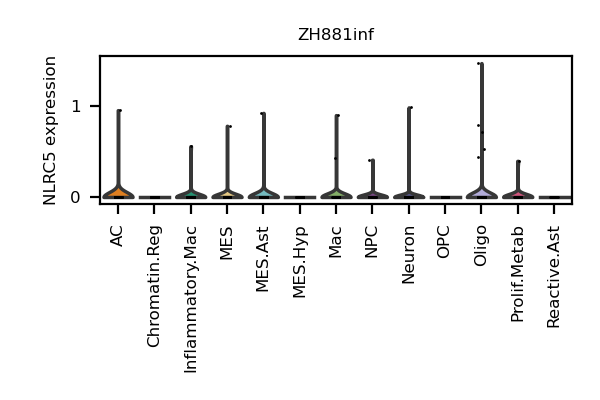 ZH881inf
NLRC5 expression
1
0
AC
Chromatin.Reg
Inflammatory.Mac
MES
MES.Ast
MES.Hyp
Mac
NPC
Neuron
OPC
Oligo
Prolif.Metab
Reactive.Ast